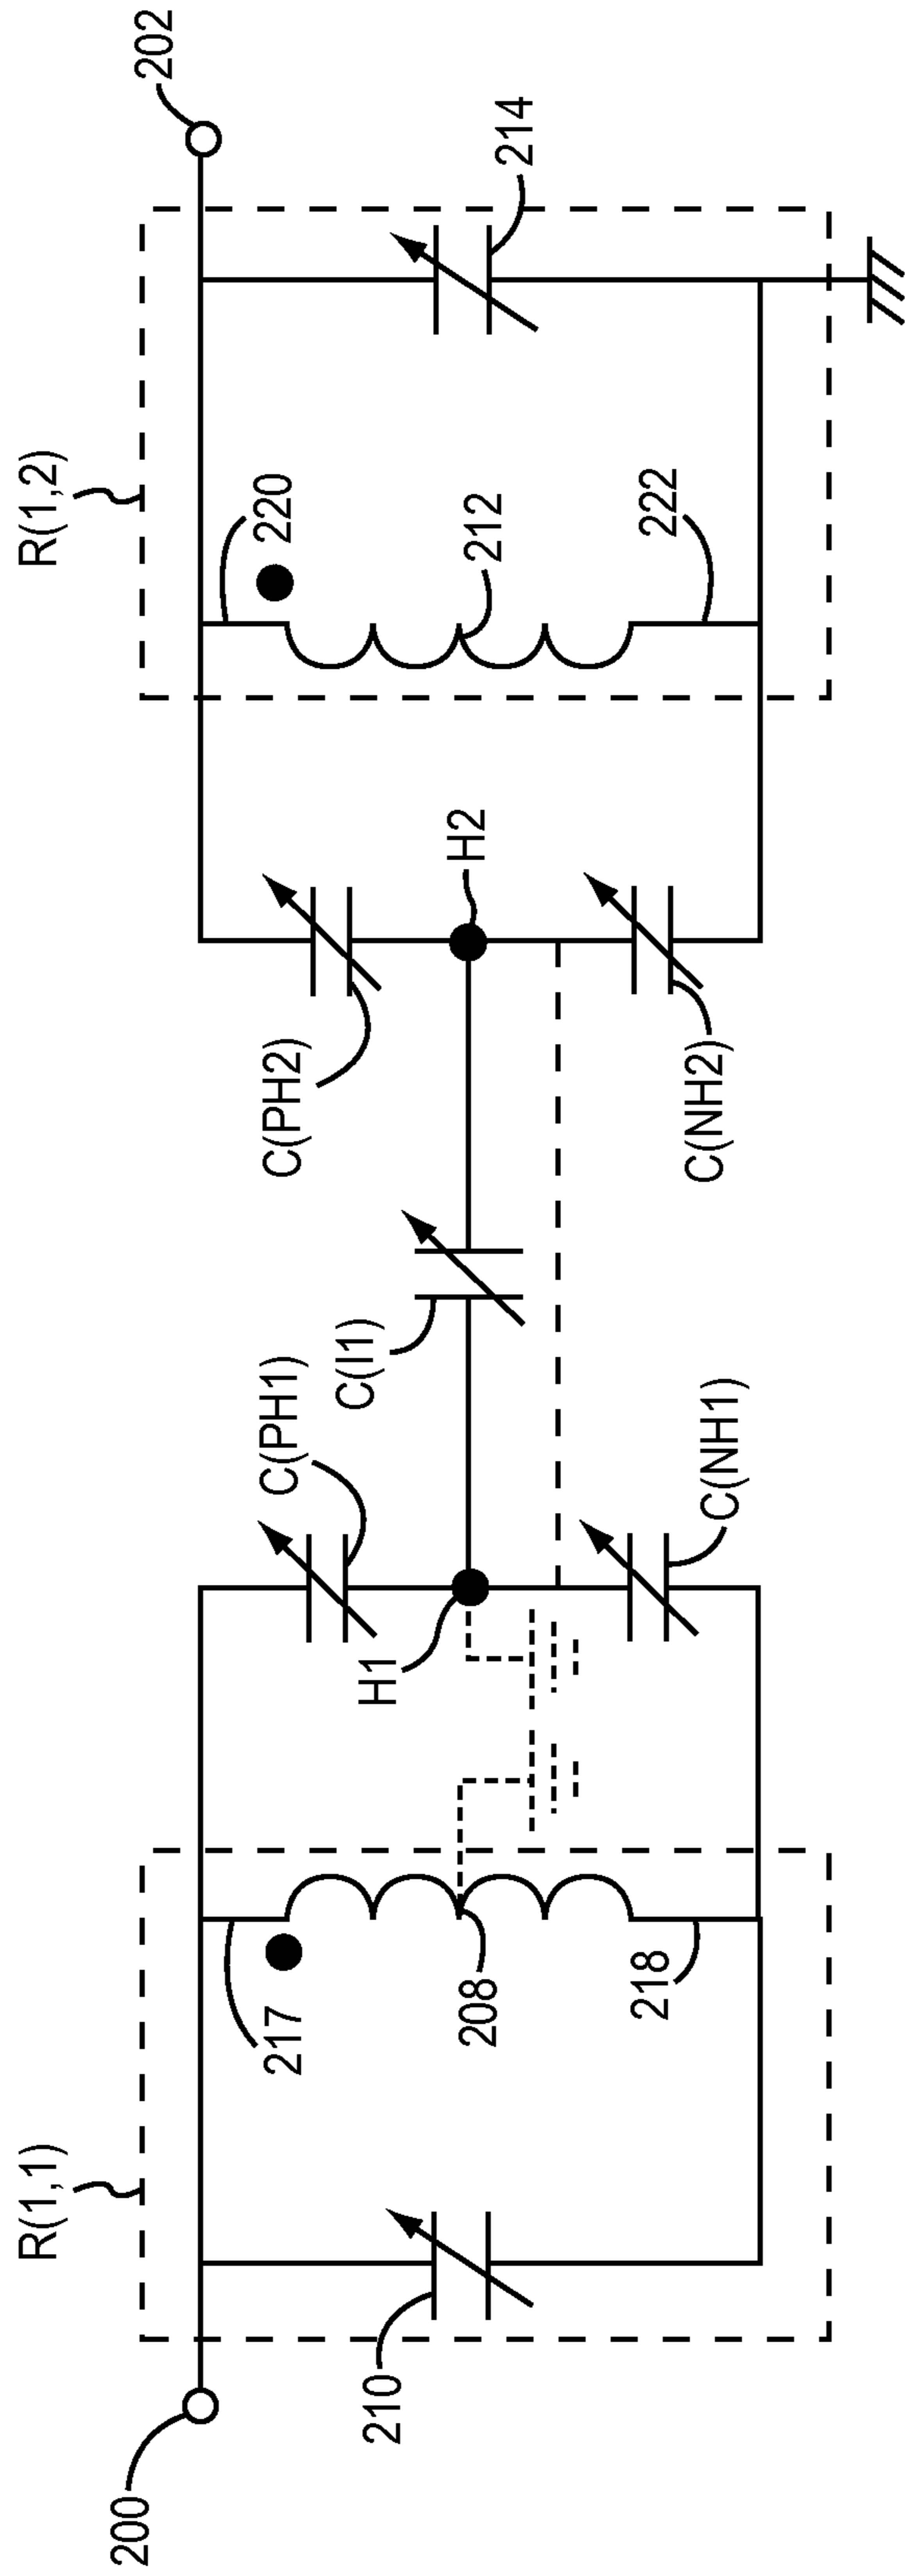 R(1,1)
R(1,2)
200
202
217
220
C(PH1)
C(PH2)
210
208
H1
C(I1)
H2
212
214
218
C(NH1)
C(NH2)
222